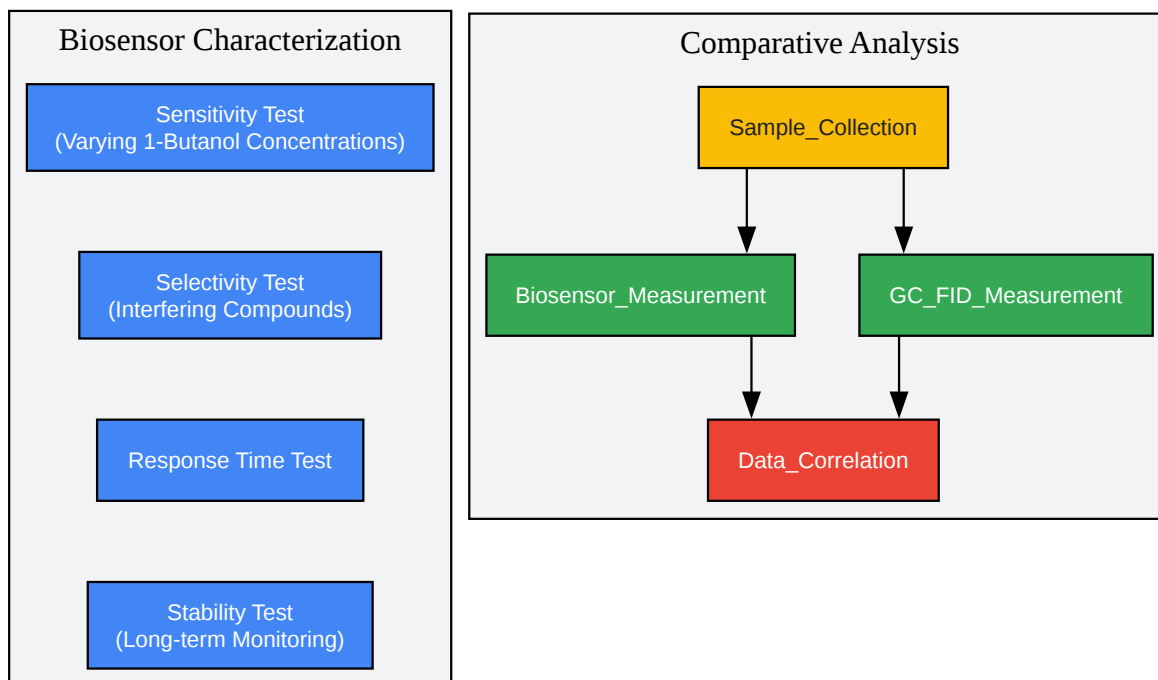 Biosensor Characterization
Sensitivity Test
(Varying 1-Butanol Concentrations)
Selectivity Test
(Interfering Compounds)
Response Time Test
Stability Test
(Long-term Monitoring)
Comparative Analysis
Sample_Collection
Biosensor_Measurement
GC_FID_Measurement
Data_Correlation